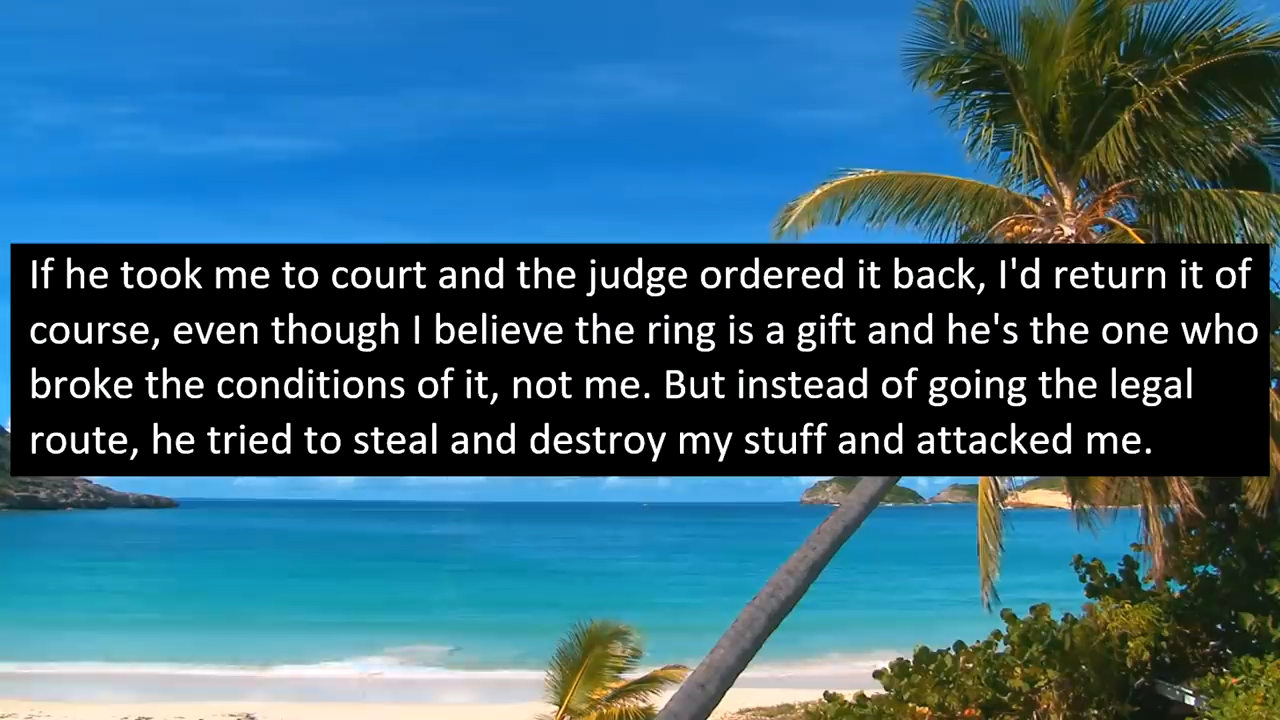 If he took me to court and the judge ordered it back, I'd return it of
course, even though I believe the ring is a gift and he's the one who
broke the conditions of it, not me. But instead of going the legal
route, he tried to steal and destroy my stuff and attacked me.